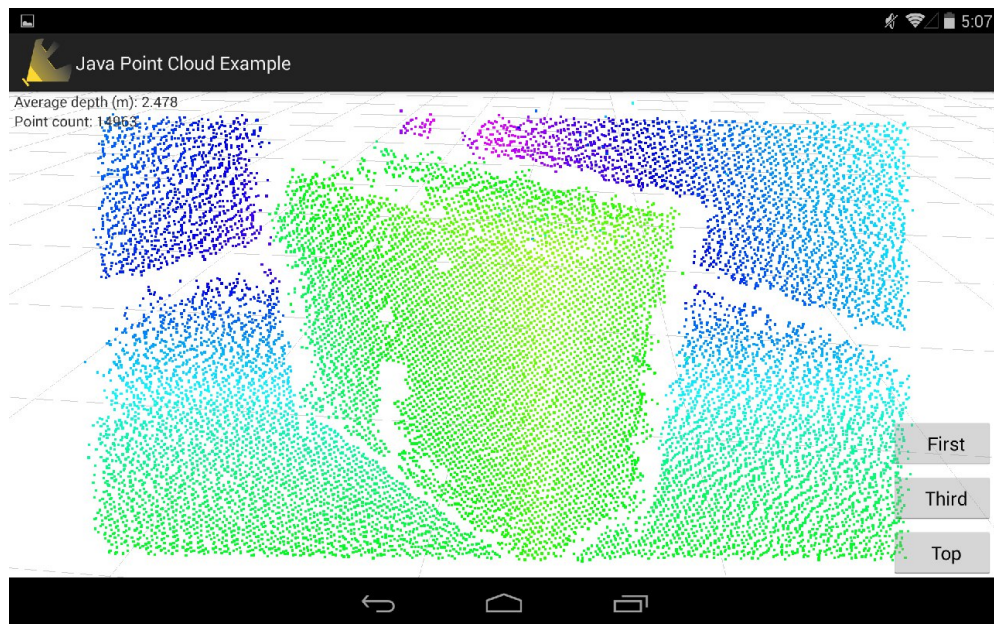 5:07
Java Point Cloud Example
Average depth (m): 2.478
Point count: 14963
First
Third
Top